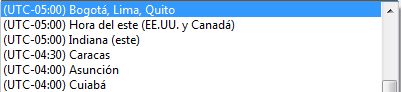 (UTC-05:00) Bogotá, Lima, Quito
(UTC-05:00) Hora del este (EE.UU. y Canadá)
(UTC-05:00) Indiana (este)
(UTC-04:30) Caracas
(UTC-04:00) Asunción
(UTC-04:00) Cuiabá